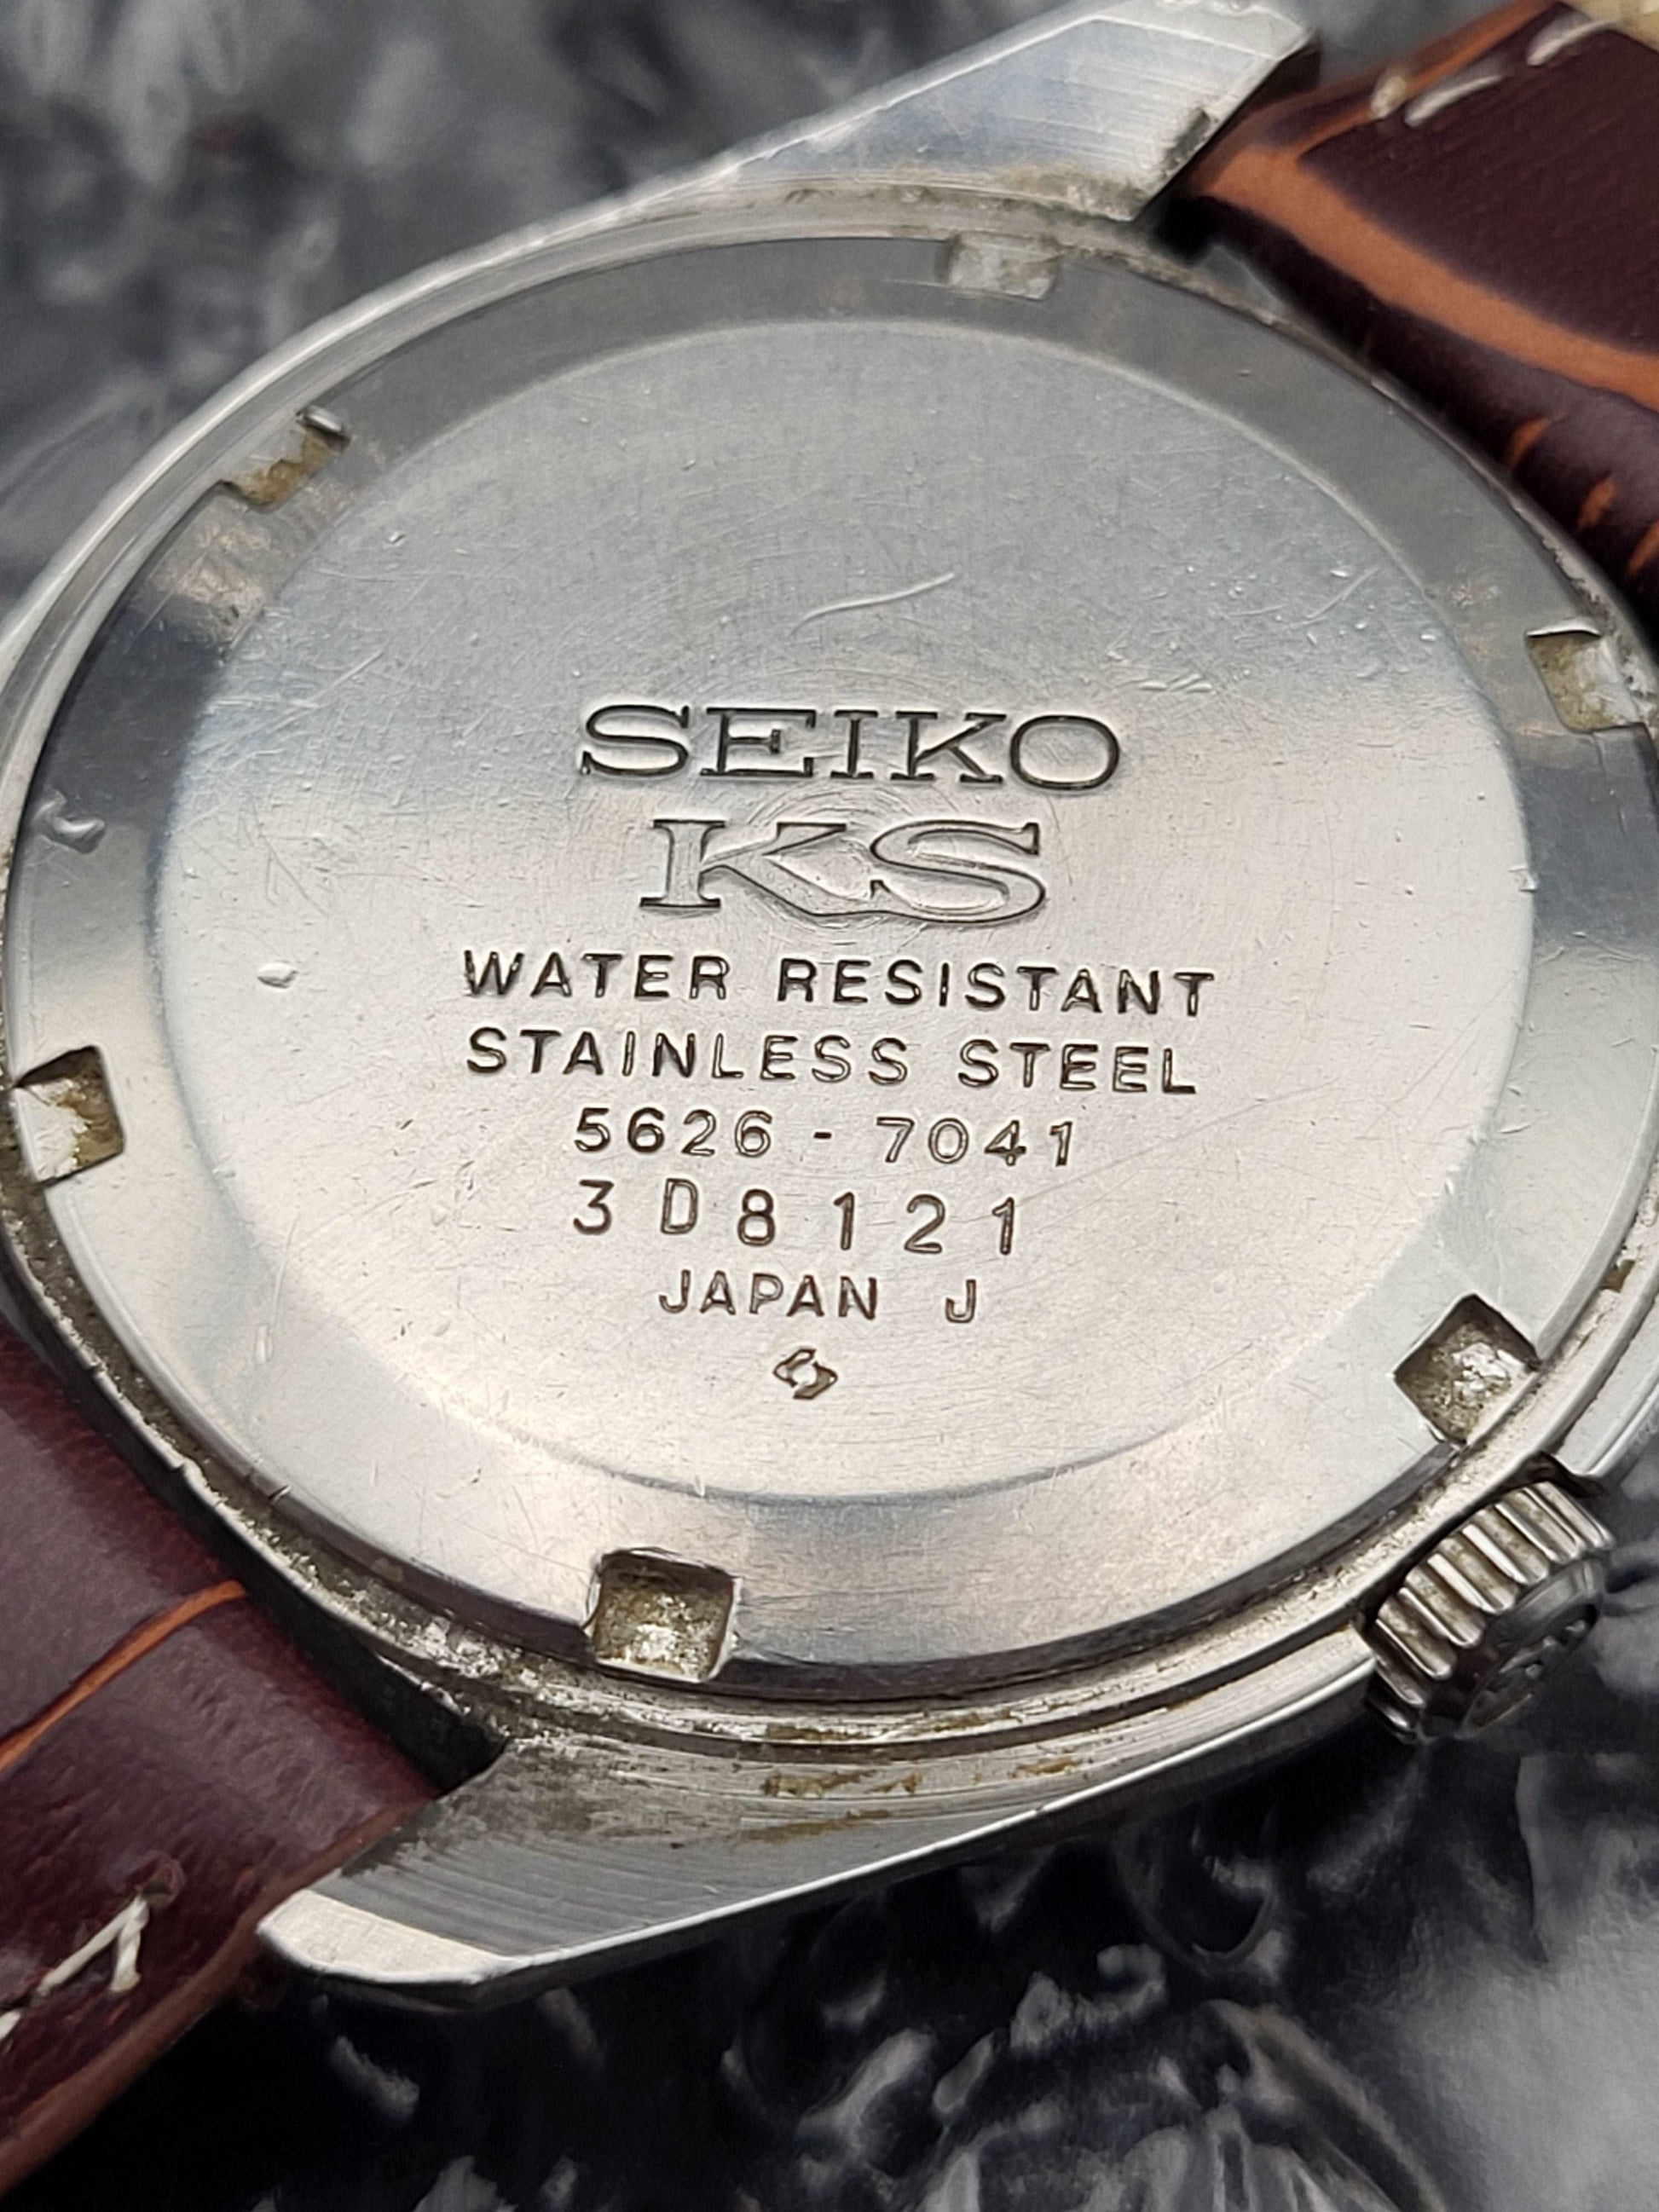 SEIKO
KS
WATER RESISTANT
STAINLESS STEEL
5626 - 7041
3D8121
JAPAN J